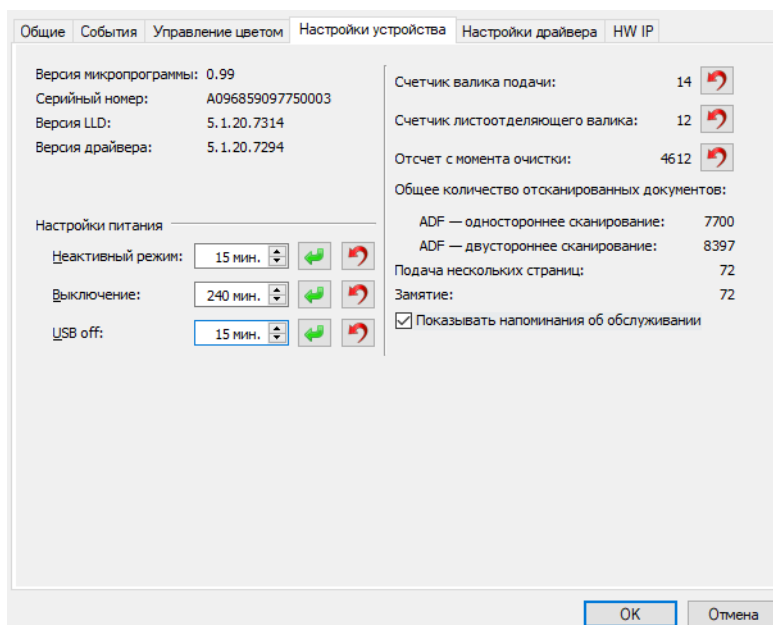 Общие События Управление цветом Настройки устройства Настройки драйвера HW IP
Версия микропрограммы: 0.99
Серийный номер: A096859097750003
Версия LLD: 5.1.20.7314
Версия драйвера: 5.1.20.7294
Настройки питания
Неактивный режим: 15 мин.
Выключение: 240 мин.
USB off: 15 мин.
Счетчик валика подачи: 14
Счетчик листоотделяющего валика: 12
Отсчет с момента очистки: 4612
Общее количество отсканированных документов:
ADF — одностороннее сканирование: 7700
ADF — двустороннее сканирование: 8397
Подача нескольких страниц: 72
Замятие: 72
Показывать напоминания об обслуживании
OK Отмена